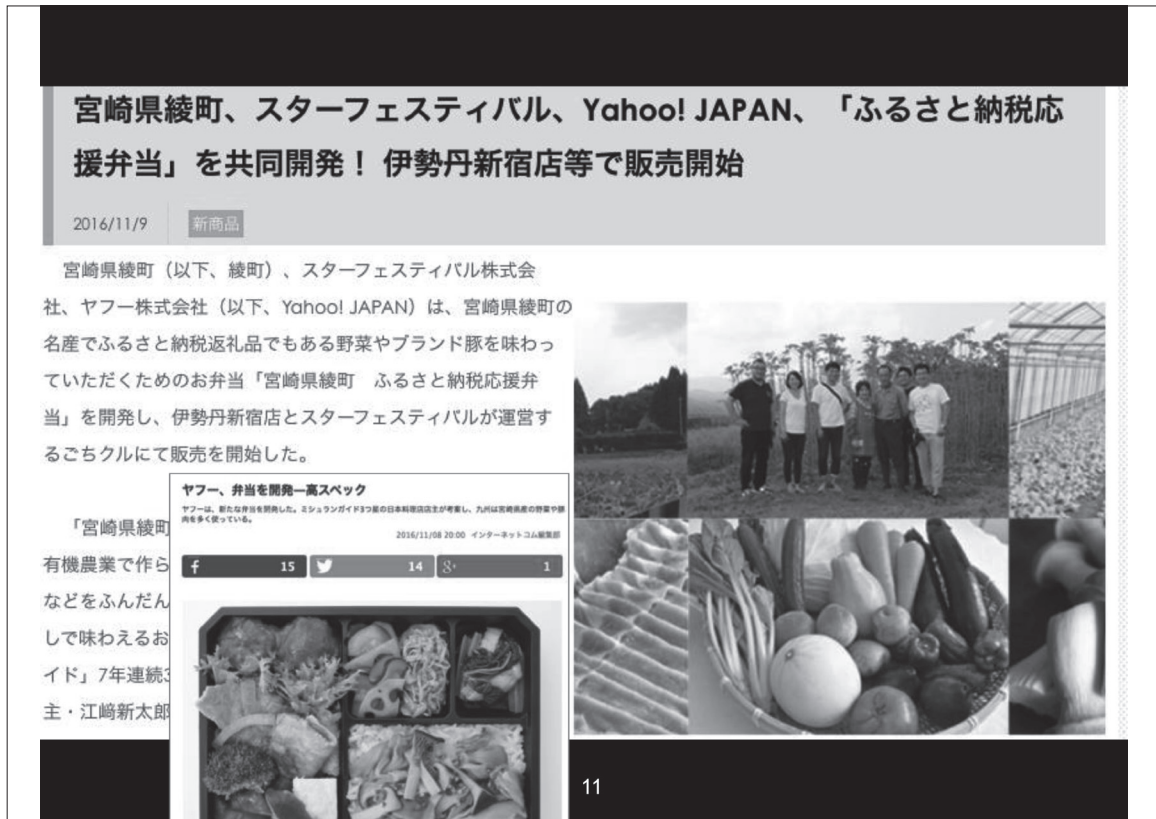 宮崎県綾町、スターフェスティバル、Yahoo! JAPAN、「ふるさと納税応
援弁当」を共同開発！ 伊勢丹新宿店等で販売開始
2016/11/9 新商品
宮崎県綾町（以下、綾町）、スターフェスティバル株式会
社、ヤフー株式会社（以下、Yahoo! JAPAN）は、宮崎県綾町の
名産でふるさと納税返礼品でもある野菜やブランド豚を味わっ
ていただくためのお弁当「宮崎県綾町　ふるさと納税応援弁
当」を開発し、伊勢丹新宿店とスターフェスティバルが運営す
るごちクルにて販売を開始した。
「宮崎県綾町
有機農業で作ら
などをふんだん
しで味わえるお
イド」7年連続3
主・江﨑新太郎
ヤフー、弁当を開発―高スペック
ヤフーは、新たな弁当を開発した。ミシュランガイド3つ星の日本料理店店主が考案し、九州は宮崎県産の野菜や豚
肉を多く使っている。
2016/11/08 20:00 インターネットコム編集部
f 15 14 g+ 1
11